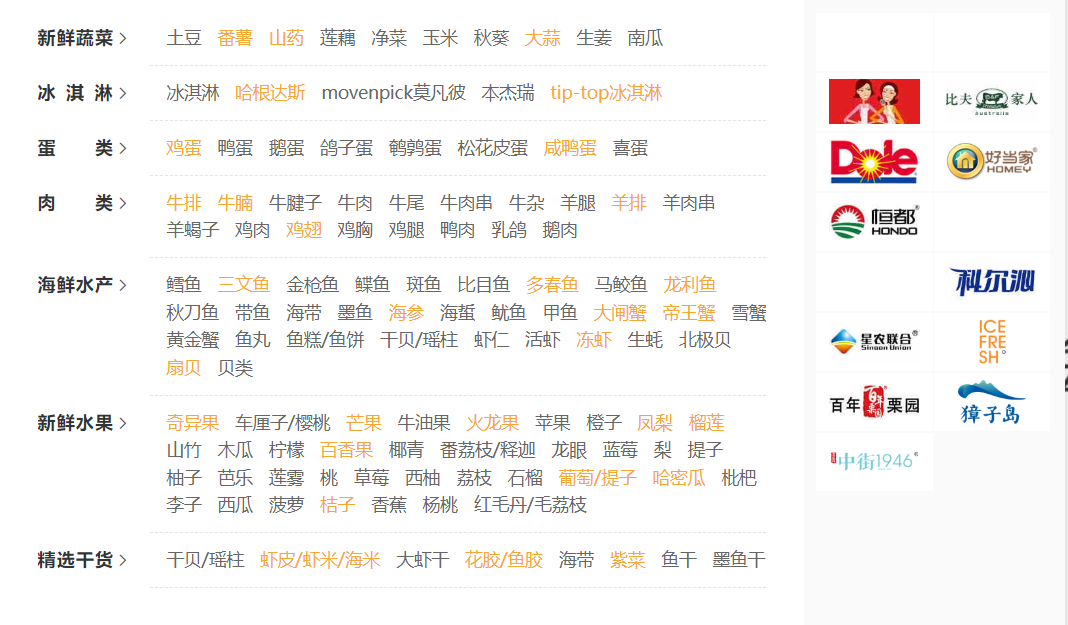 新鲜蔬菜 > 土豆 番薯 山药 莲藕 净菜 玉米 秋葵 大蒜 生姜 南瓜
冰 淇 淋 > 冰淇淋 哈根达斯 movenpick莫凡彼 本杰瑞 tip-top冰淇淋
蛋 类 > 鸡蛋 鸭蛋 鹅蛋 鸽子蛋 鹌鹑蛋 松花皮蛋 咸鸭蛋 喜蛋
肉 类 > 牛排 牛腩 牛腱子 牛肉 牛尾 牛肉串 牛杂 羊腿 羊排 羊肉串
羊蝎子 鸡肉 鸡翅 鸡胸 鸡腿 鸭肉 乳鸽 鹅肉
海鲜水产 > 鳕鱼 三文鱼 金枪鱼 鲽鱼 斑鱼 比目鱼 多春鱼 马鲛鱼 龙利鱼
秋刀鱼 带鱼 海带 墨鱼 海参 海蜇 鱿鱼 甲鱼 大闸蟹 帝王蟹 雪蟹
黄金蟹 鱼丸 鱼糕/鱼饼 干贝/瑶柱 虾仁 活虾 冻虾 生蚝 北极贝
扇贝 贝类
新鲜水果 > 奇异果 车厘子/樱桃 芒果 牛油果 火龙果 苹果 橙子 凤梨 榴莲
山竹 木瓜 柠檬 百香果 椰青 番荔枝/释迦 龙眼 蓝莓 梨 提子
柚子 芭乐 莲雾 桃 草莓 西柚 荔枝 石榴 葡萄/提子 哈密瓜 枇杷
李子 西瓜 菠萝 桔子 香蕉 杨桃 红毛丹/毛荔枝
精选干货 > 干贝/瑶柱 虾皮/虾米/海米 大虾干 花胶/鱼胶 海带 紫菜 鱼干 墨鱼干
比夫家人
australia
Dole
好当家
HOMEY
恒都
HONDO
科尔沁
星农联合
Sinoon Union
ICE
FRE
SH
百年栗园
獐子岛
中街1946